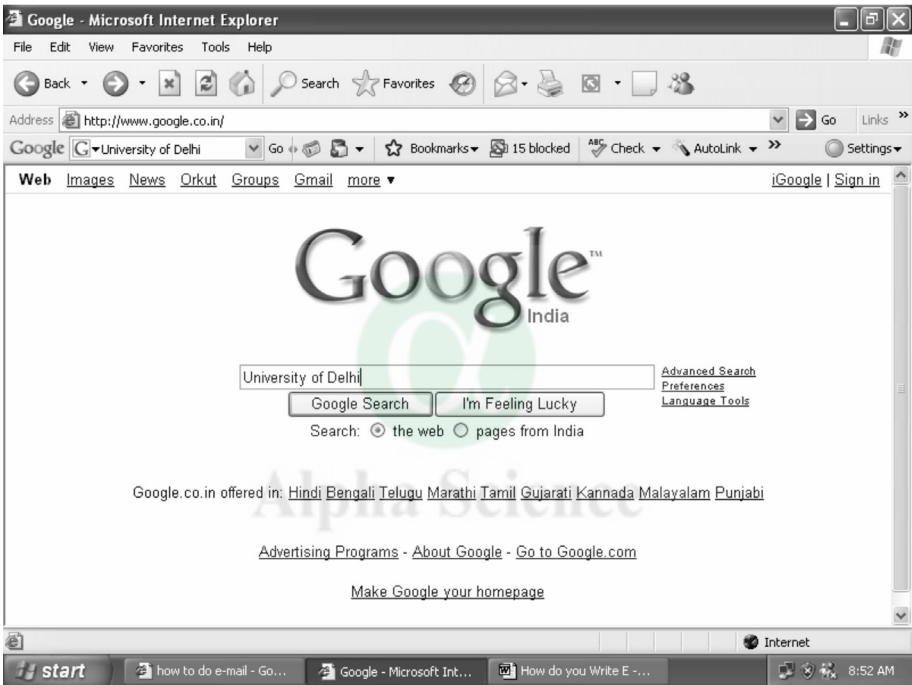 Google - Microsoft Internet Explorer
File Edit View Favorites Tools Help
Back Search Favorites
Address http://www.google.co.in/ Go Links »
Google G University of Delhi Go Bookmarks 15 blocked ABC Check AutoLink » Settings
Web Images News Orkut Groups Gmail more ▼ iGoogle | Sign in
Google™
India
University of Delhi
Advanced Search
Preferences
Language Tools
Google Search I'm Feeling Lucky
Search: the web pages from India
Google.co.in offered in: Hindi Bengali Telugu Marathi Tamil Gujarati Kannada Malayalam Punjabi
Alpha Science
Advertising Programs - About Google - Go to Google.com
Make Google your homepage
Internet
start how to do e-mail - Go... Google - Microsoft Int... How do you Write E -... 8:52 AM